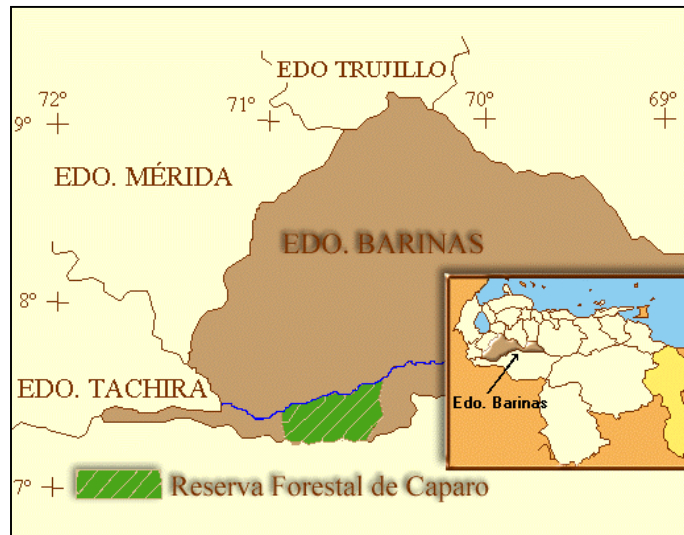 EDO TRUJILLO
72° 71° 70° 69°
9°
EDO. MÉRIDA
EDO. BARINAS
8°
EDO. TACHIRA
Edo. Barinas
7°
Reserva Forestal de Caparo